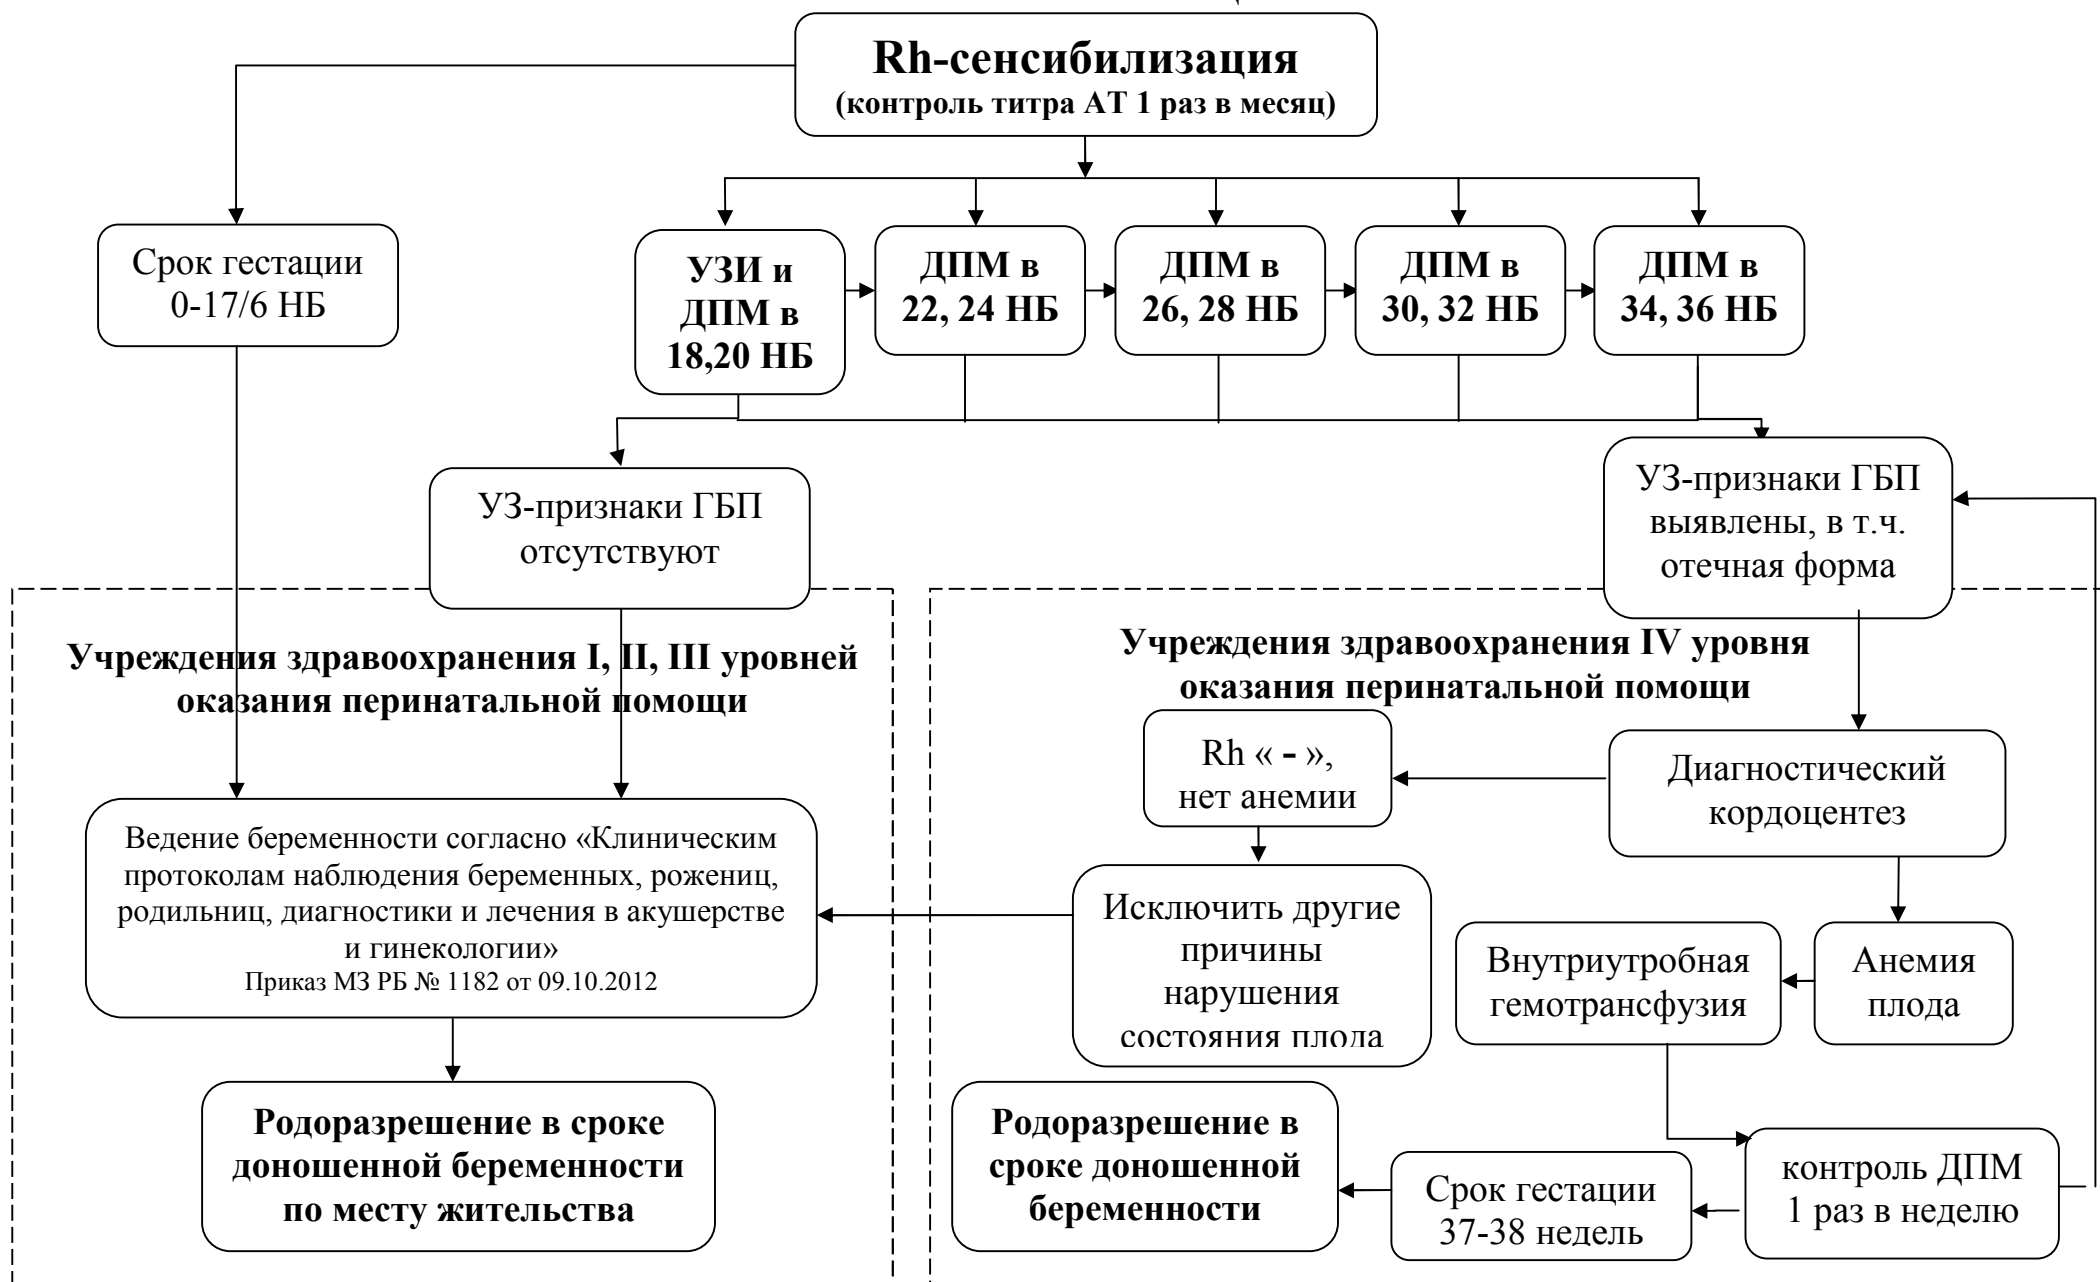 Rh-сенсибилизация
(контроль титра АТ 1 раз в месяц)
Срок гестации
0-17/6 НБ
УЗИ и
ДПМ в
18,20 НБ
ДПМ в
22, 24 НБ
ДПМ в
26, 28 НБ
ДПМ в
30, 32 НБ
ДПМ в
34, 36 НБ
УЗ-признаки ГБП
отсутствуют
УЗ-признаки ГБП
выявлены, в т.ч.
отечная форма
Учреждения здравоохранения I, II, III уровней
оказания перинатальной помощи
Учреждения здравоохранения IV уровня
оказания перинатальной помощи
Rh « - »,
нет анемии
Диагностический
кордоцентез
Ведение беременности согласно «Клиническим
протоколам наблюдения беременных, рожениц,
родильниц, диагностики и лечения в акушерстве
и гинекологии»
Приказ МЗ РБ № 1182 от 09.10.2012
Исключить другие
причины
нарушения
состояния плода
Внутриутробная
гемотрансфузия
Анемия
плода
Родоразрешение в сроке
доношенной беременности
по месту жительства
Родоразрешение в
сроке доношенной
беременности
Срок гестации
37-38 недель
контроль ДПМ
1 раз в неделю